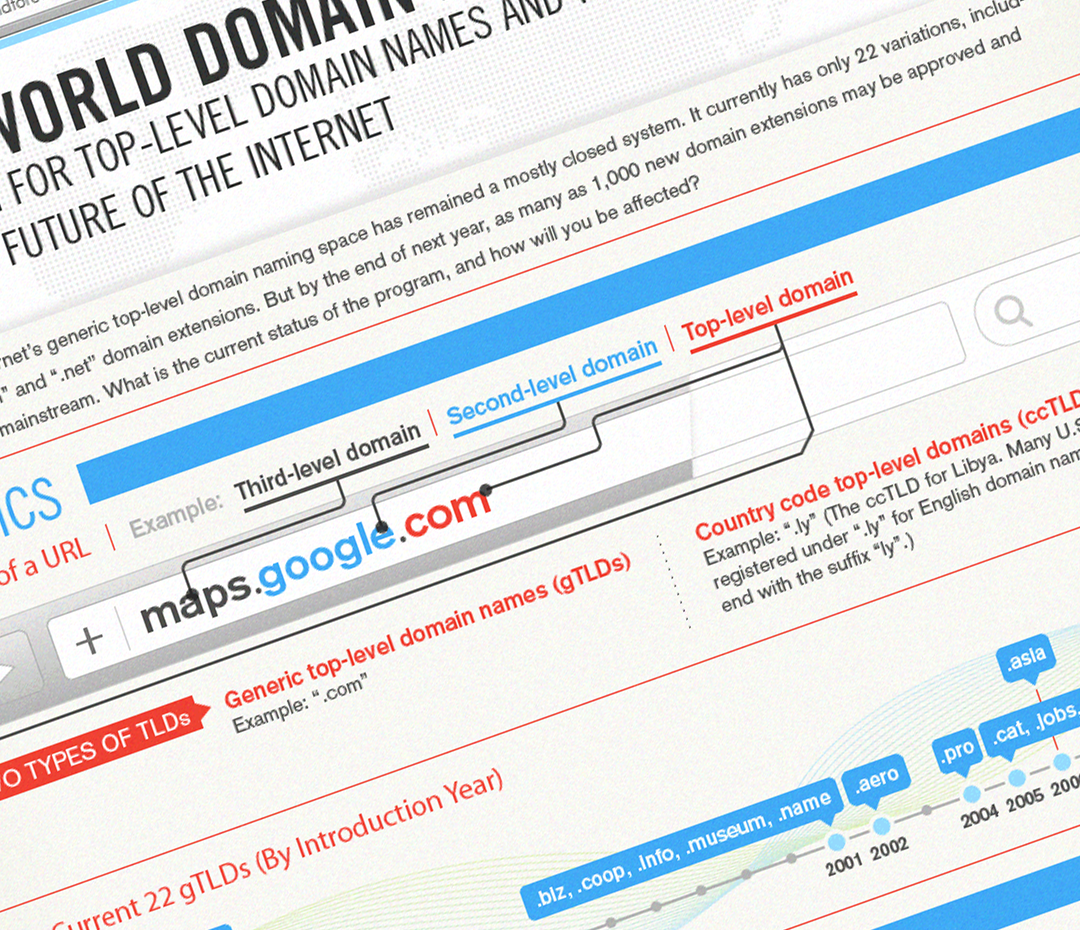 WORLD DOMAIN
FOR TOP-LEVEL DOMAIN NAMES AND
FUTURE OF THE INTERNET
generic top-level domain naming space has remained a mostly closed system. It currently has only 22 variations, includ-
and “.net” domain extensions. But by the end of next year, as many as 1,000 new domain extensions may be approved and
mainstream. What is the current status of the program, and how will you be affected?
ICS
of a URL
Example:
Third-level domain
Second-level domain
Top-level domain
+
maps.google.com
TYPES OF TLDs
Generic top-level domain names (gTLDs)
Example: “.com”
Country code top-level domains (ccTLD
Example: “.ly” (The ccTLD for Libya. Many U.S
registered under “.ly” for English domain nam
end with the suffix “ly”.)
Current 22 gTLDs (By Introduction Year)
.biz, .coop, .info, .museum, .name
.aero
.pro
.cat, .jobs,
.asia
2001
2002
2004
2005